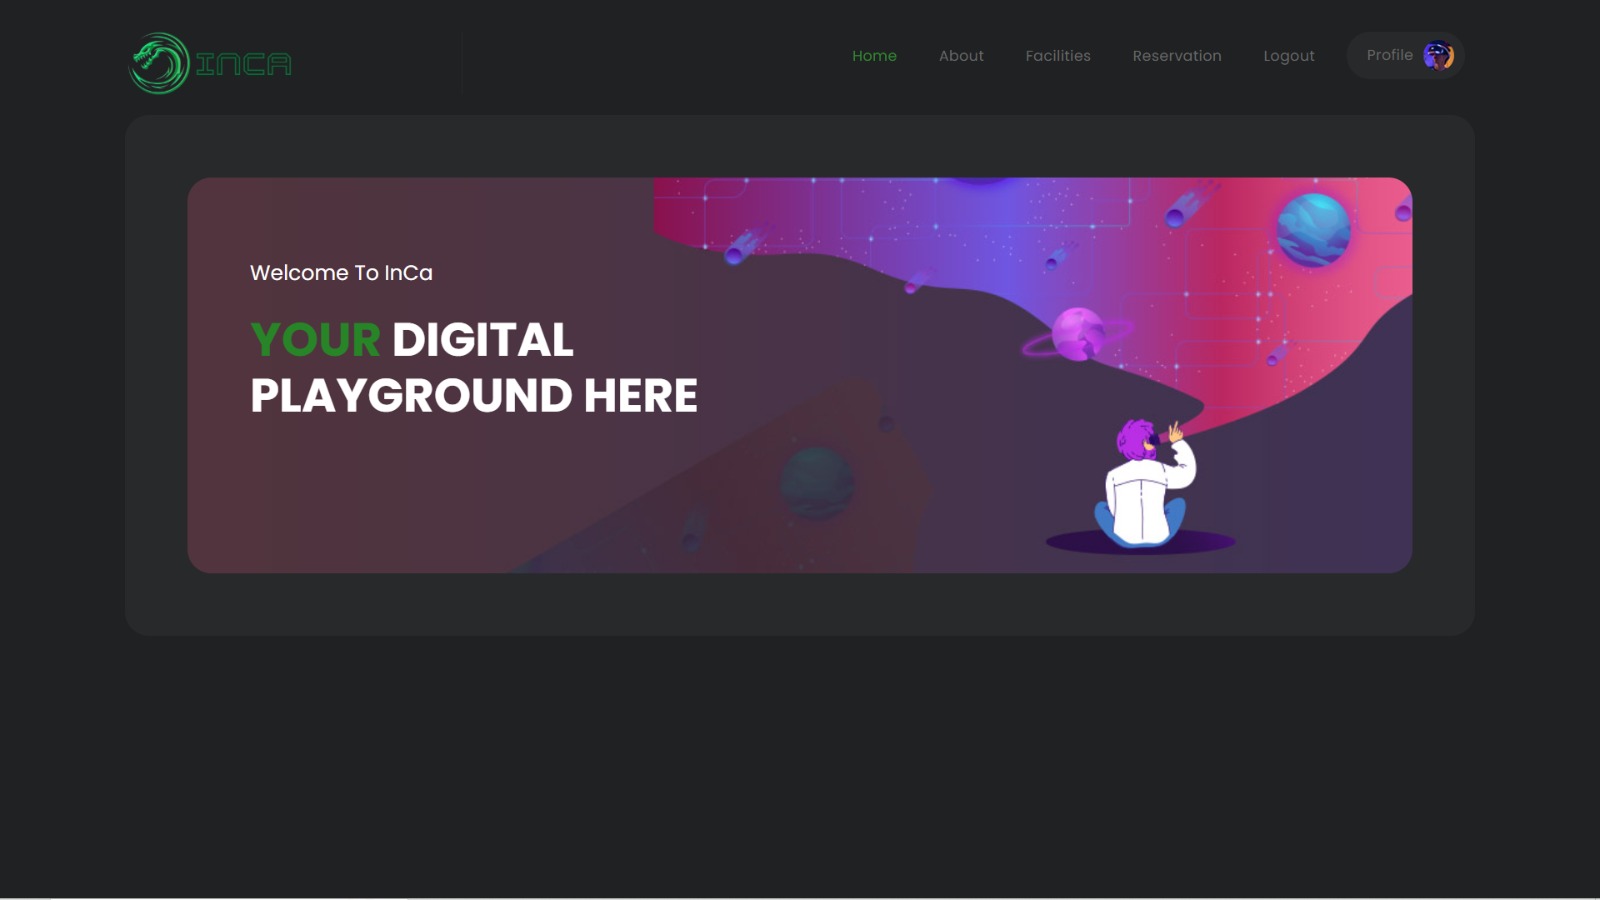 INCA
Home About Facilities Reservation Logout Profile
Welcome To InCa
YOUR DIGITAL
PLAYGROUND HERE